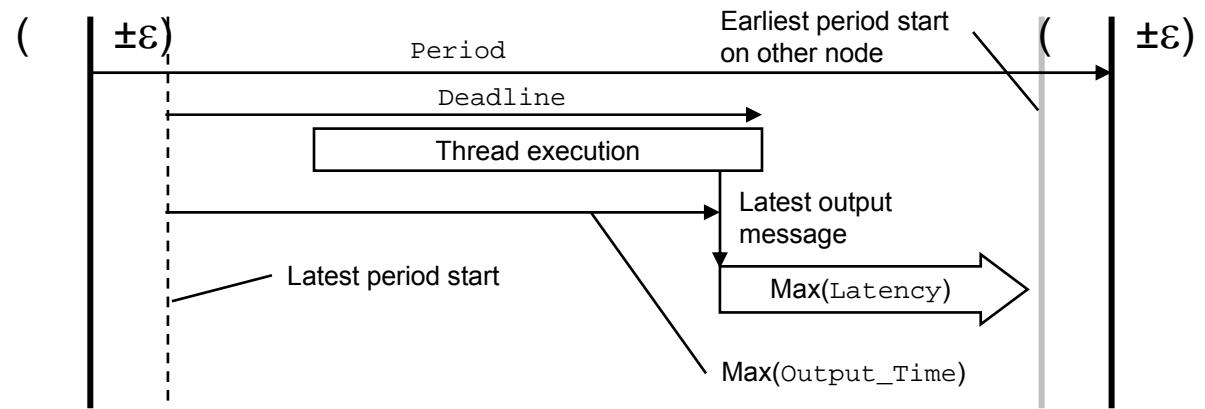 ( ±ε)
Period
Earliest period start
on other node
( ±ε)
Deadline
Thread execution
Latest output
message
Latest period start
Max(Latency)
Max(Output_Time)